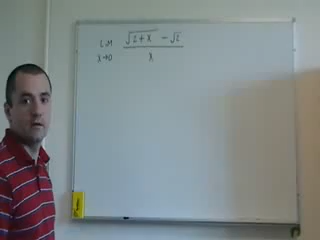 lim x→0 (√(2+x) - √2)/x